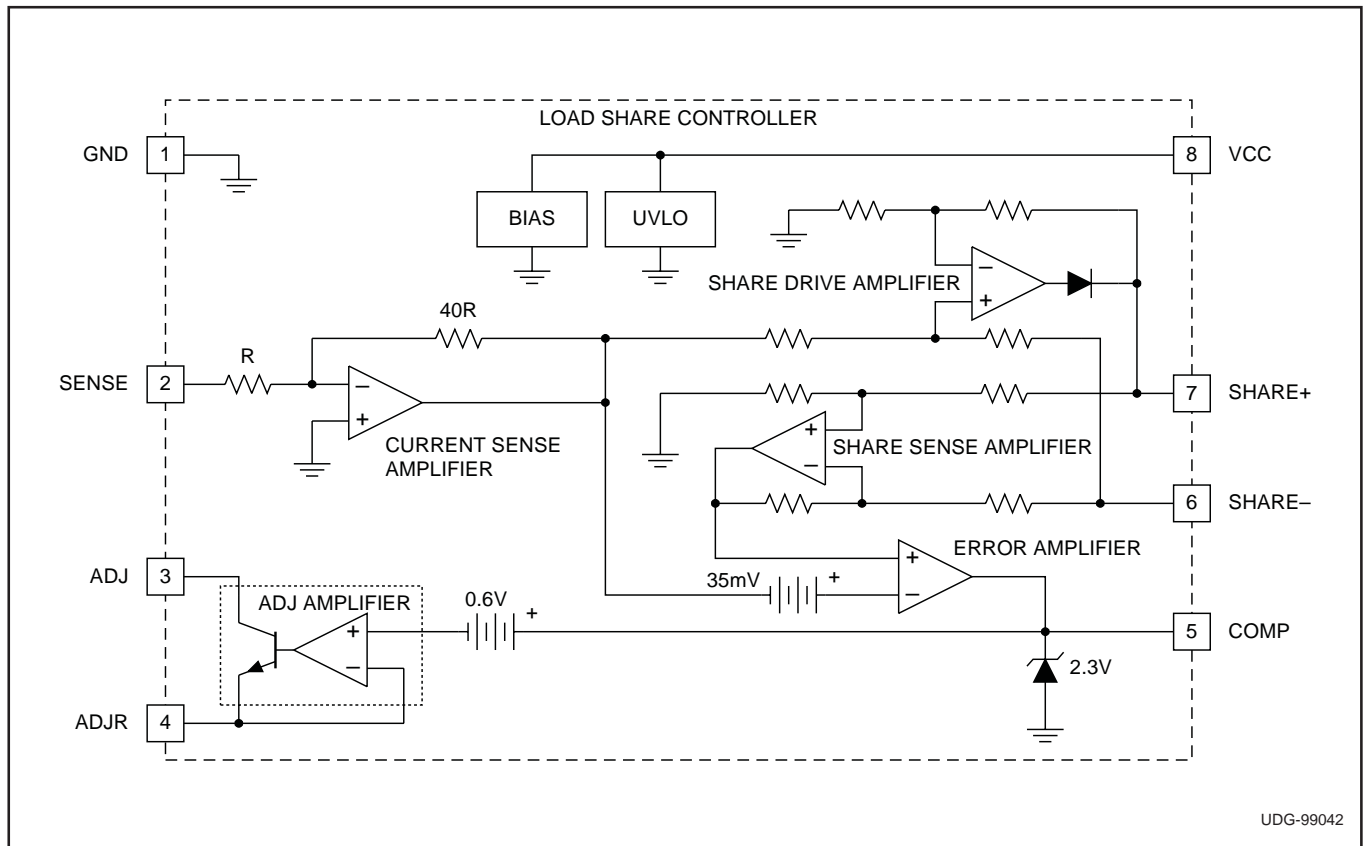 LOAD SHARE CONTROLLER
GND
1
8
VCC
BIAS
UVLO
SHARE DRIVE AMPLIFIER
−
+
40R
R
SENSE
2
−
+
CURRENT SENSE
AMPLIFIER
7
SHARE+
+
−
SHARE SENSE AMPLIFIER
6
SHARE–
ERROR AMPLIFIER
+
−
35mV
+
ADJ
3
ADJ AMPLIFIER
0.6V
+
+
−
5
COMP
2.3V
ADJR
4
UDG-99042